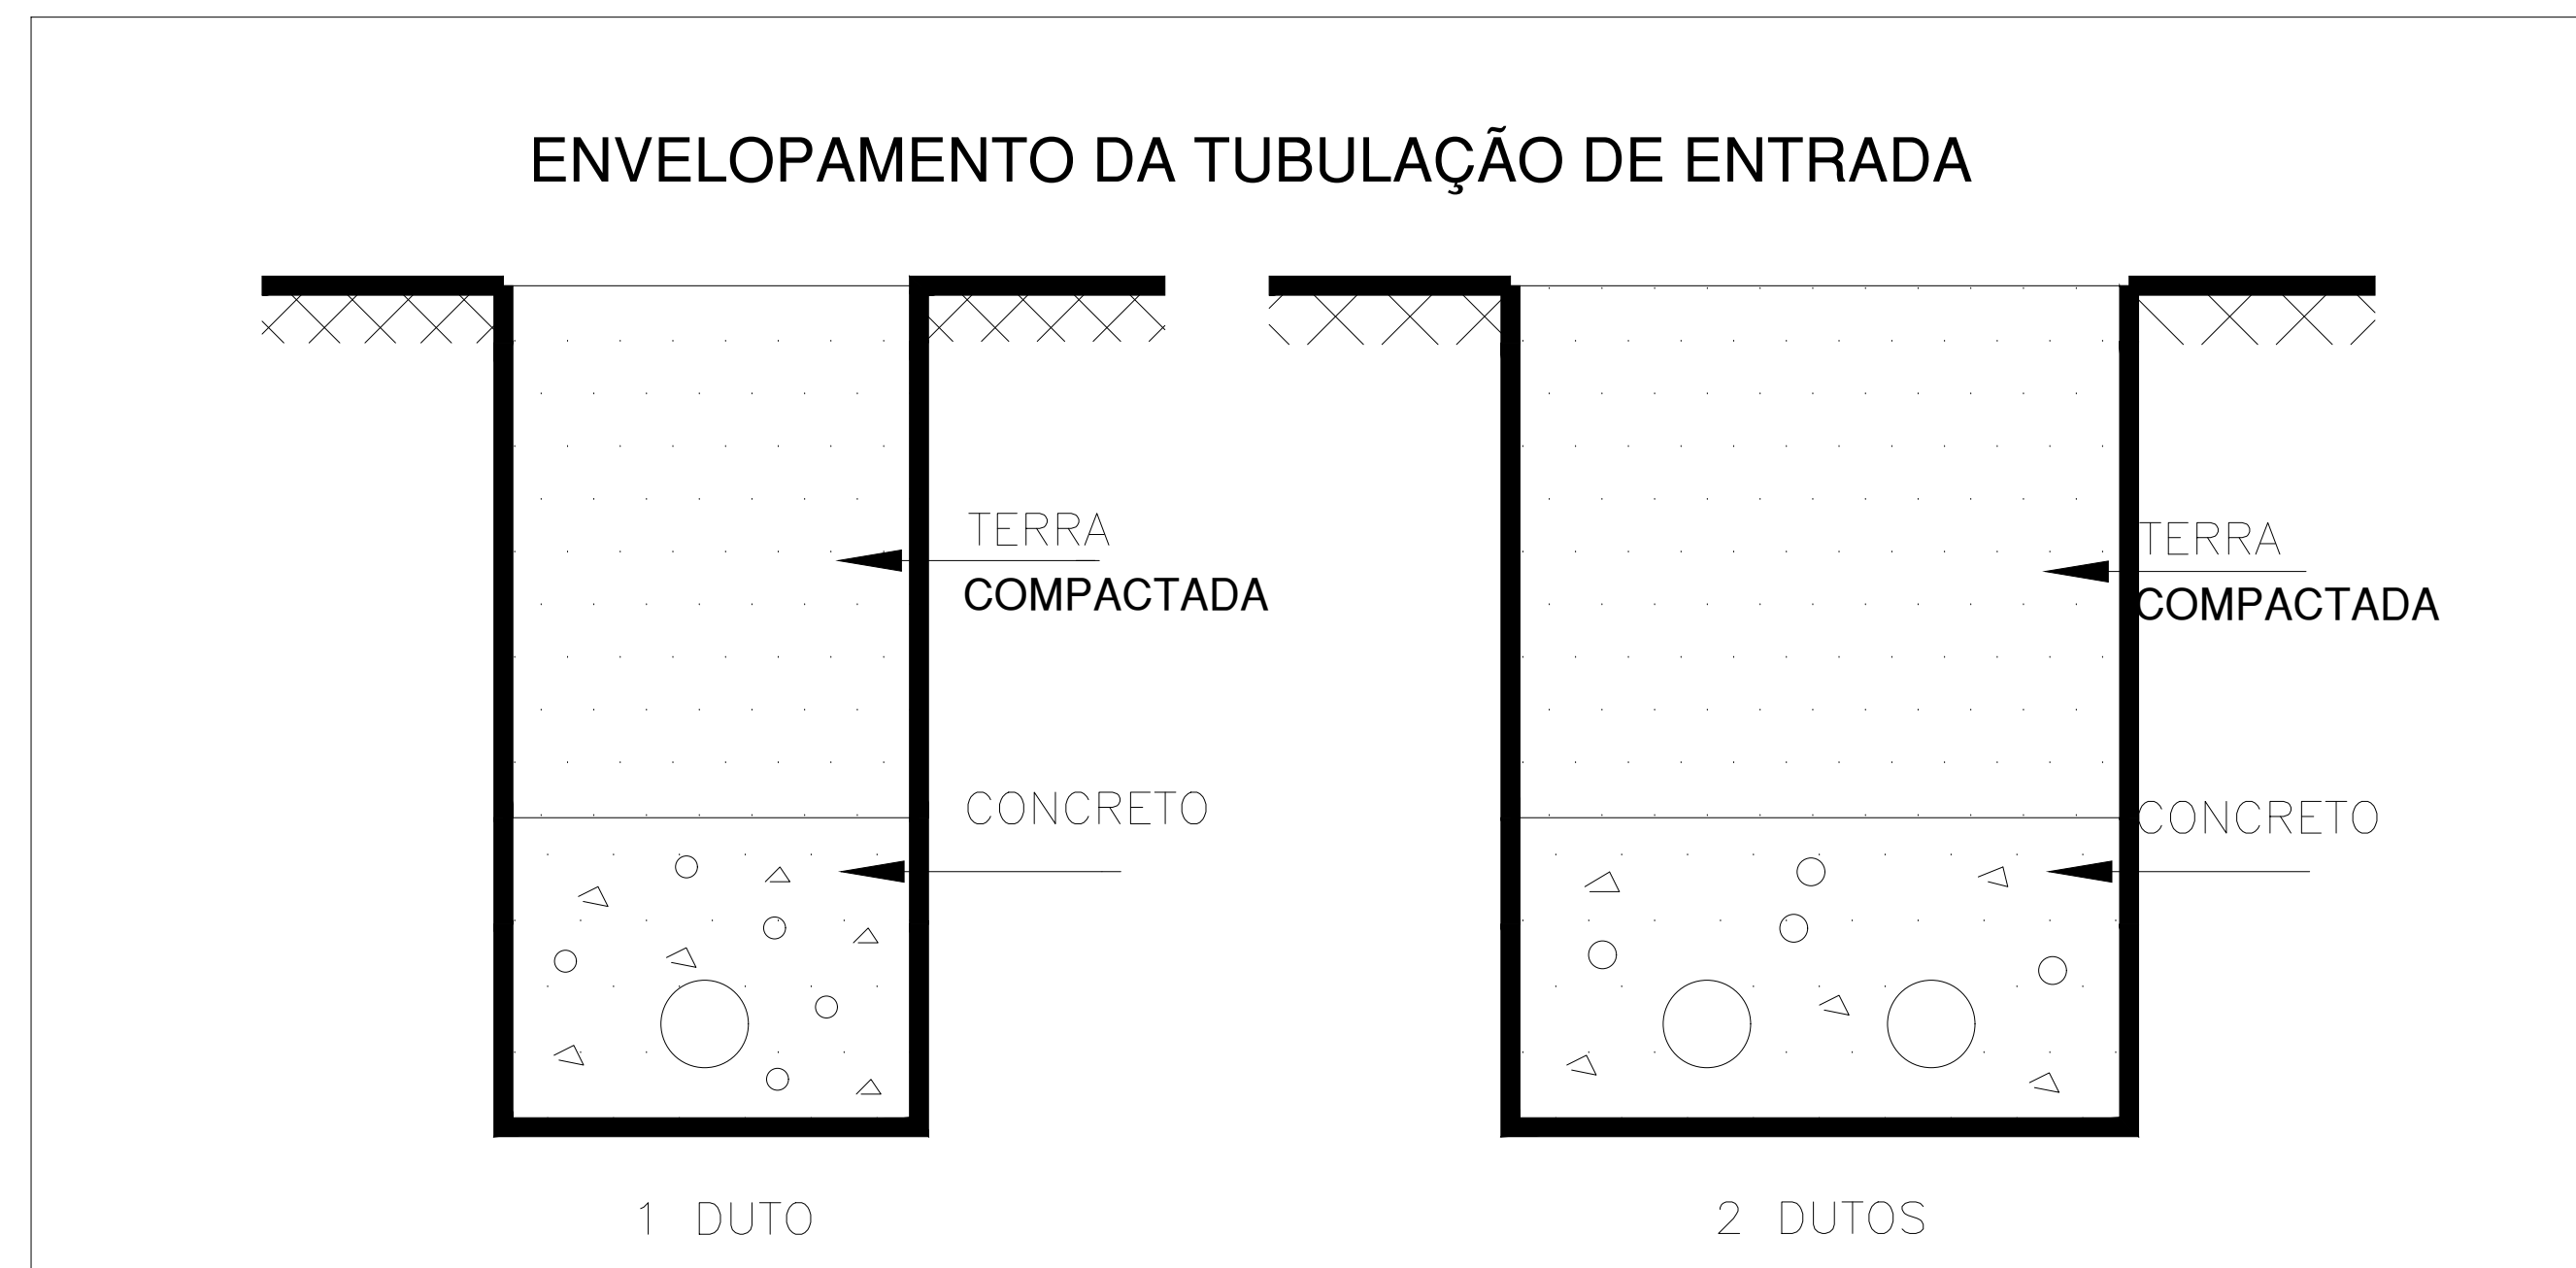 ENVELOPAMENTO DA TUBULAÇÃO DE ENTRADA
TERRA
COMPACTADA
CONCRETO
1 DUTO
TERRA
COMPACTADA
CONCRETO
2 DUTOS